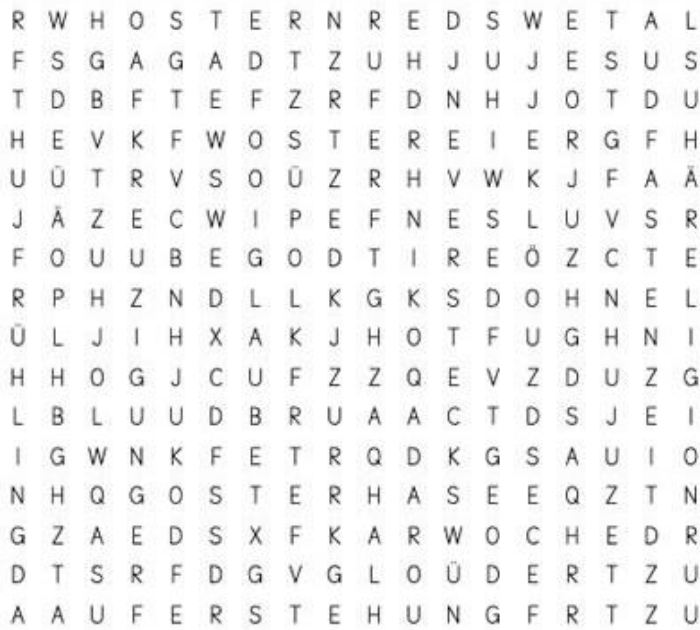 R W H O S T E R N R E D S W E T A L
F S G A G A D T Z U H J U J E S U S
T D B F T E F Z R F D N H J O T D U
H E V K F W O S T E R E I E R G F H
U Ü T R V S O Ü Z R H V W K J F A Ä
J Ä Z E C W I P E F N E S L U V S R
F O U U B E G O D T I R E Ö Z C T E
R P H Z N D L L K G K S D O H N E L
Ü L J I H X A K J H O T F U G H N I
H H O G J C U F Z Z Q E V Z D U Z G
L B L U U D B R U A A C T D S J E I
I G W N K F E T R Q D K G S A U I O
N H Q G O S T E R H A S E E Q Z T N
G Z A E D S X F K A R W O C H E D R
D T S R F D G V G L O Ü D E R T Z U
A A U F E R S T E H U N G F R T Z U